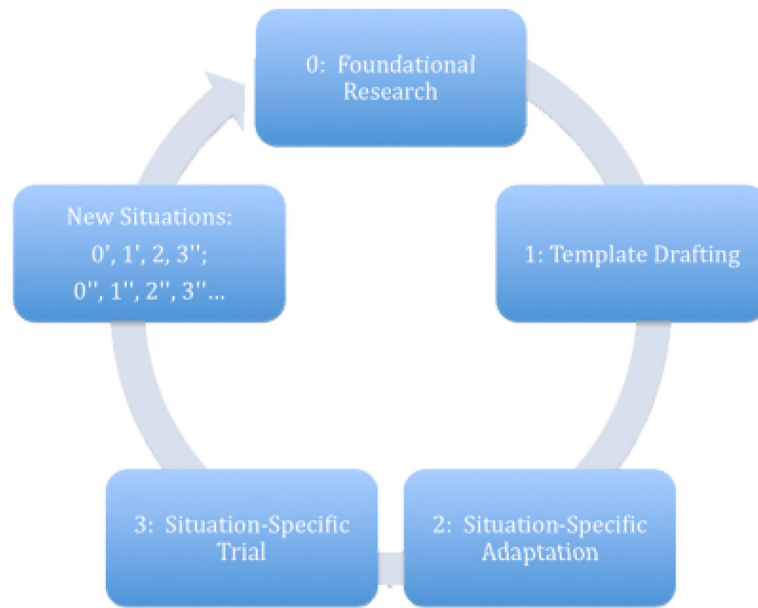 0: Foundational
Research
1: Template Drafting
2: Situation-Specific
Adaptation
3: Situation-Specific
Trial
New Situations:
0', 1', 2, 3'';
0'', 1'', 2'', 3''...